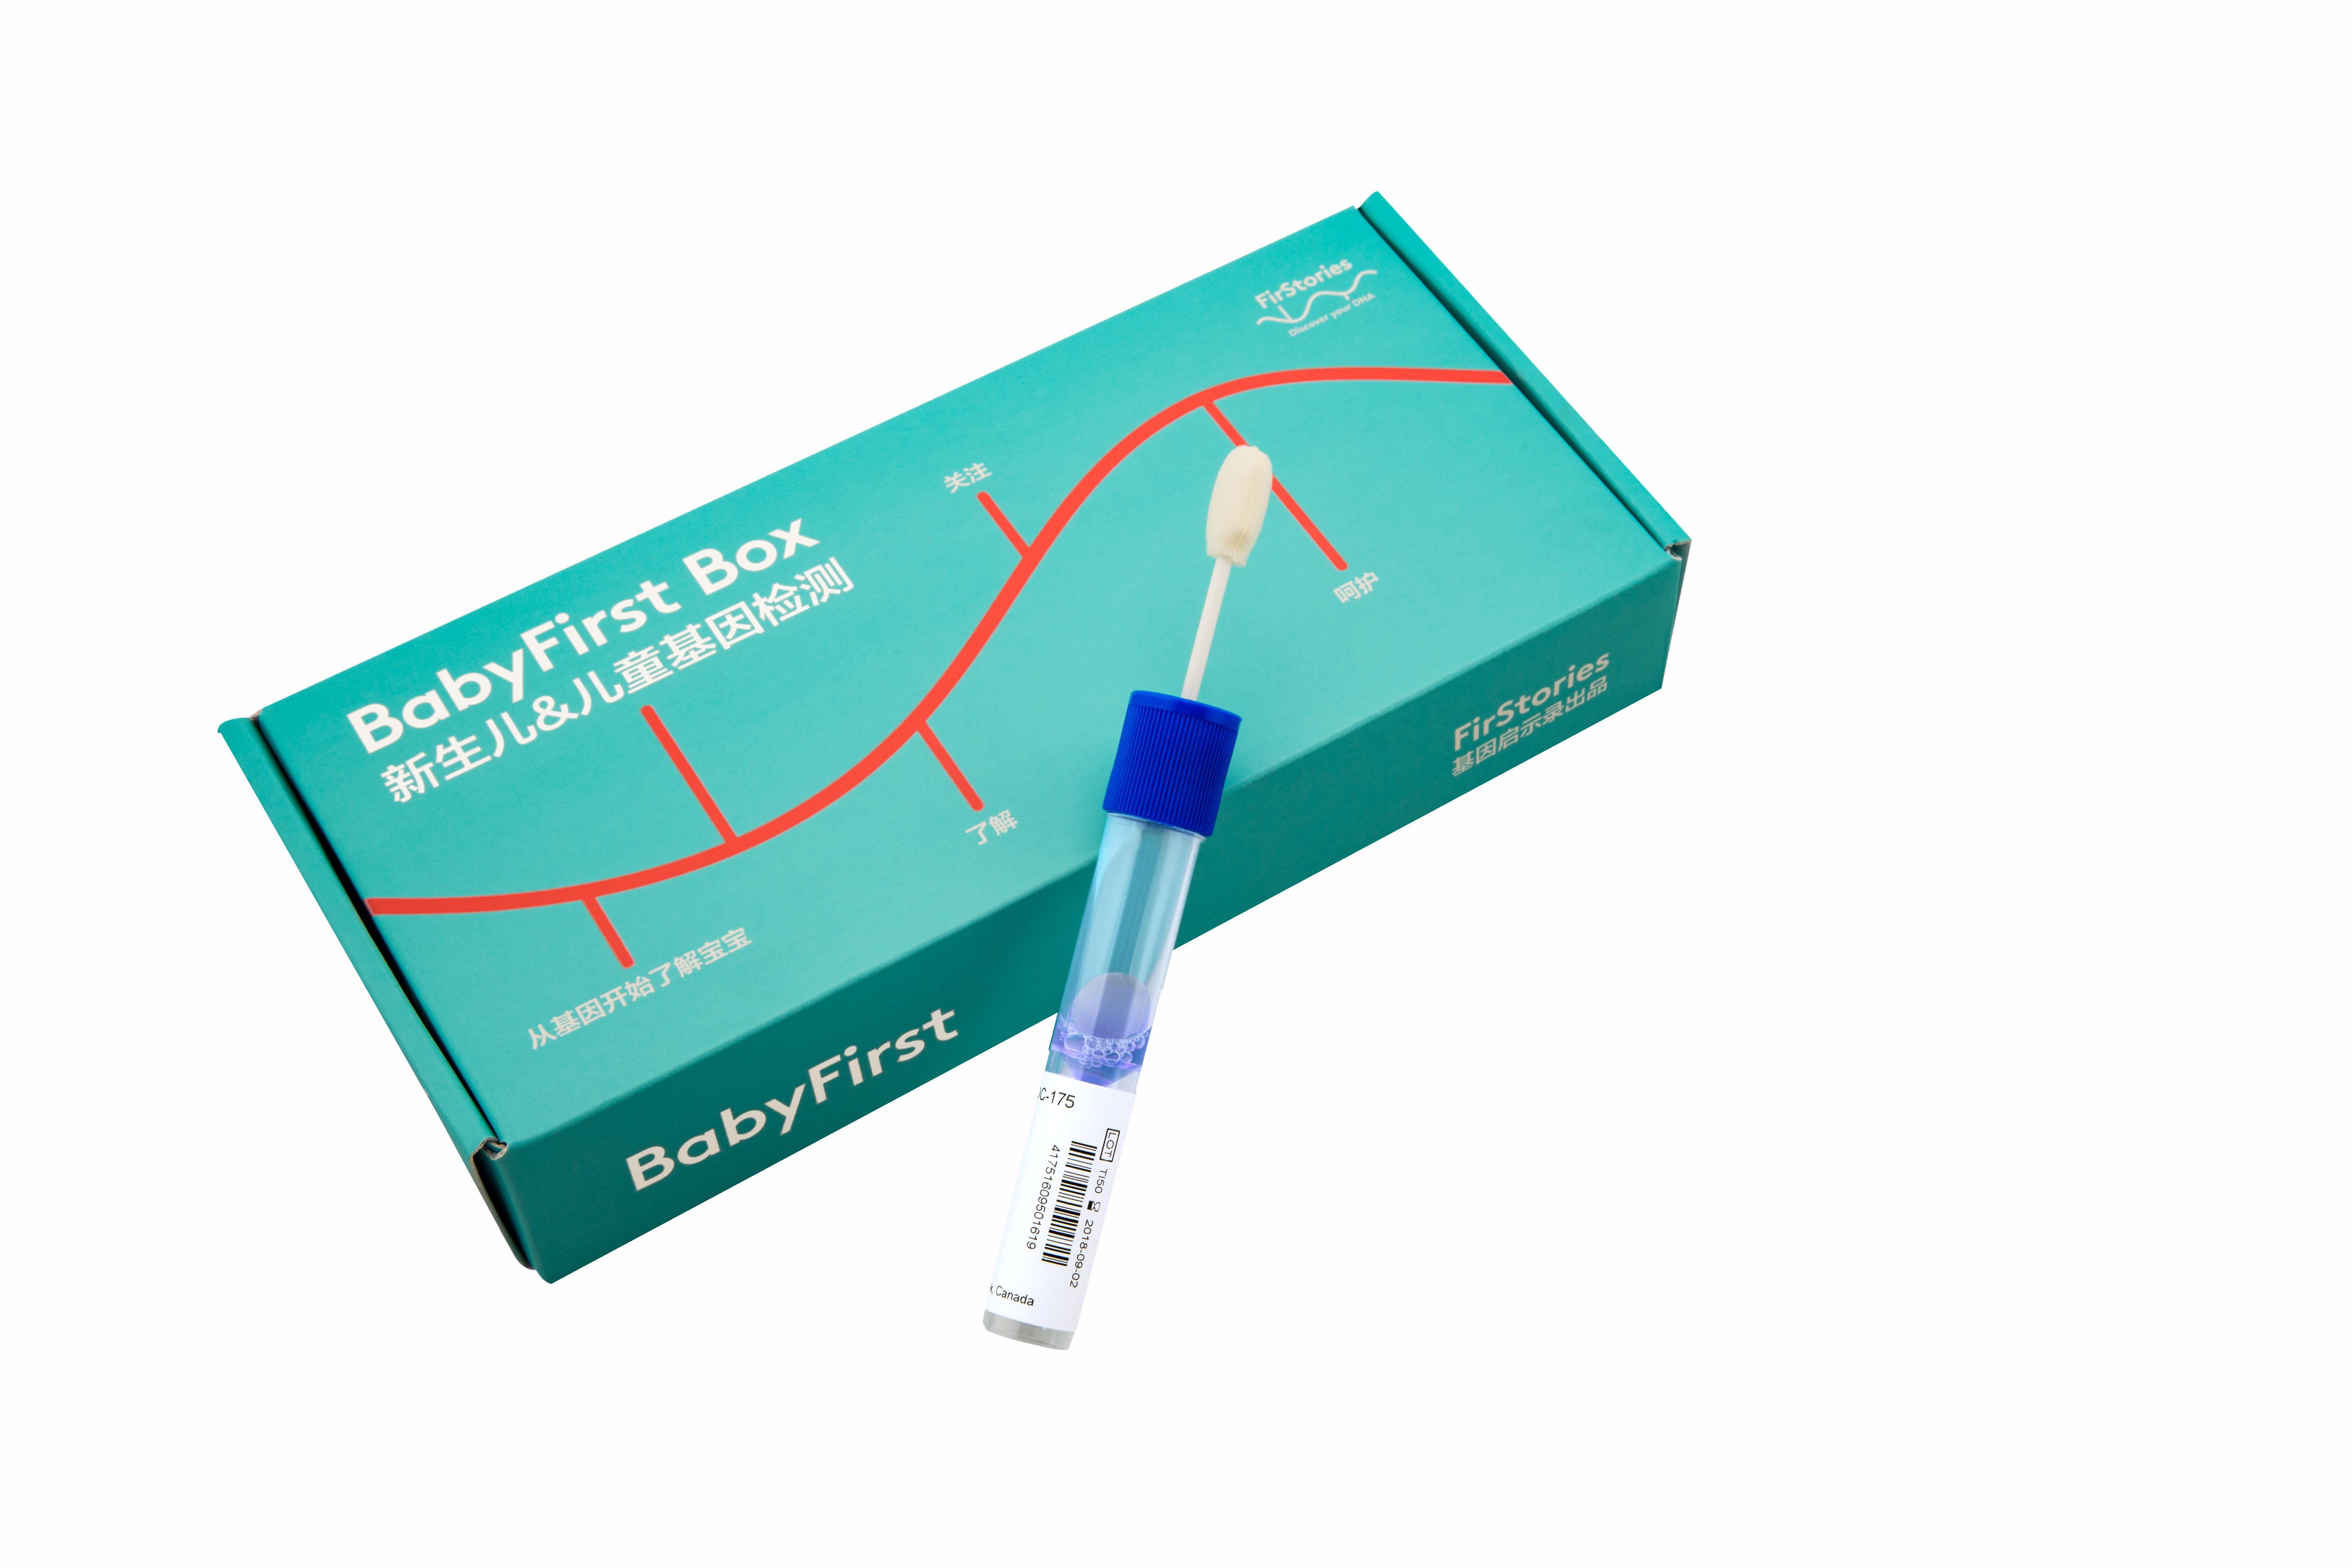 FirStories
Discover your DNA
关注
BabyFirst Box
新生儿&儿童基因检测
呵护
了解
从基因开始了解宝宝
FirStories
基因启示录出品
BabyFirst
C-175
LOT TI50 2018-09-02
41751609501619
Canada